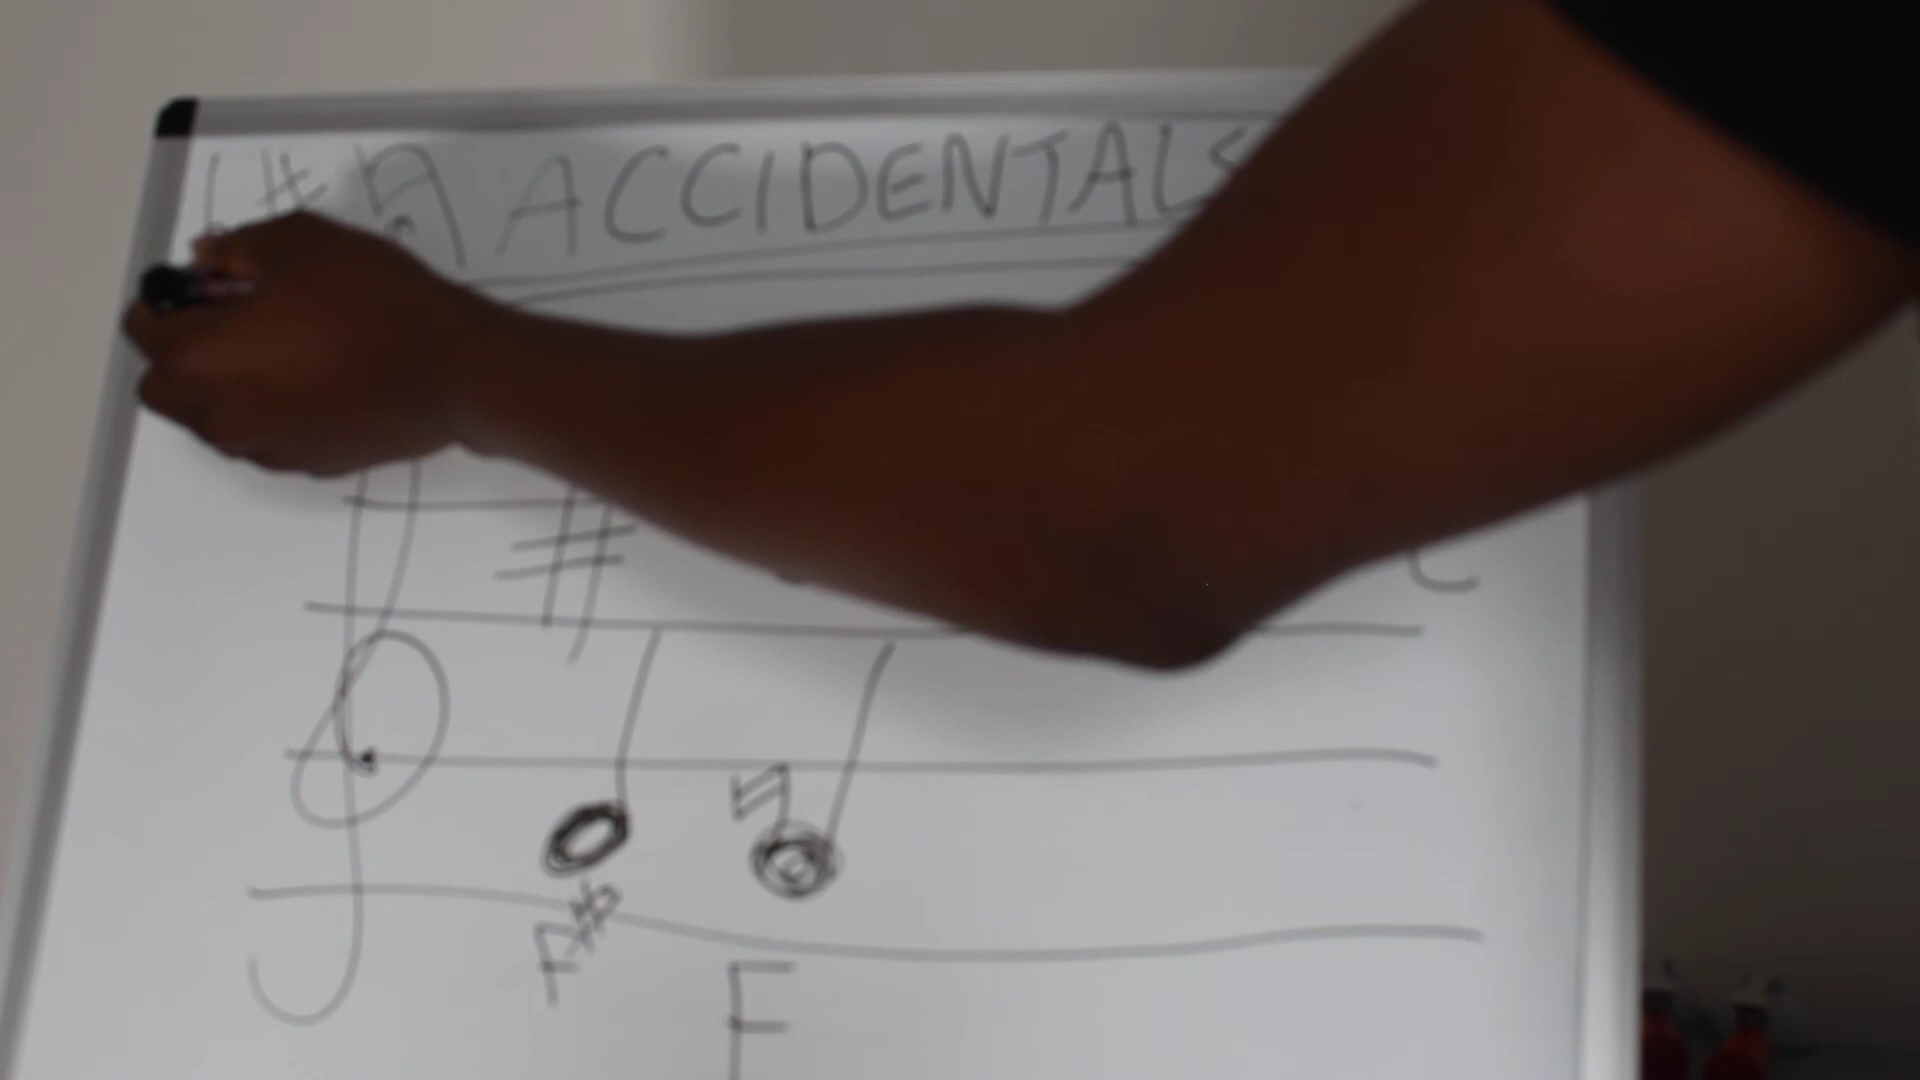 ♭ ♯ ♮ ACCIDENTALS
C
F♯
F